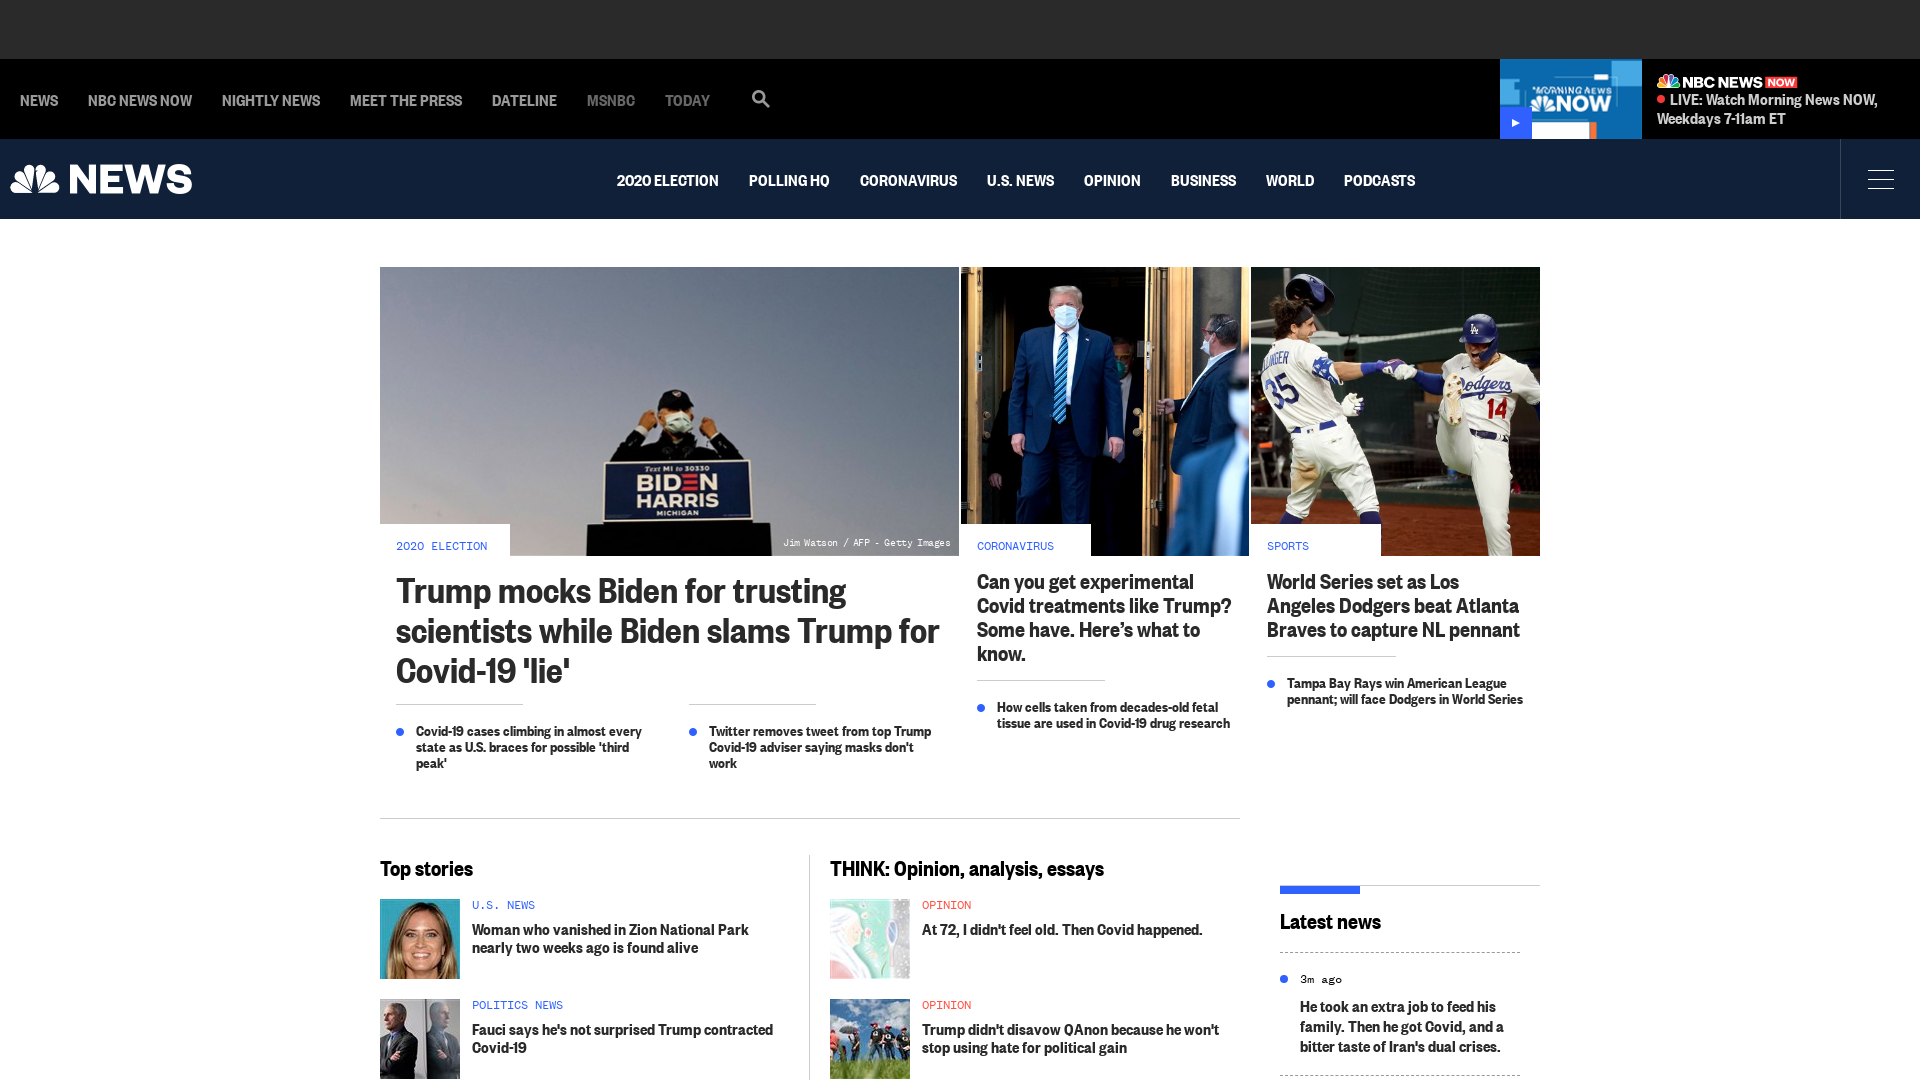 NEWS NBC NEWS NOW NIGHTLY NEWS MEET THE PRESS DATELINE MSNBC TODAY
MORNING NEWS
NOW
NBC NEWS NOW
LIVE: Watch Morning News NOW,
Weekdays 7-11am ET
NEWS
2020 ELECTION POLLING HQ CORONAVIRUS U.S. NEWS OPINION BUSINESS WORLD PODCASTS
Text MI to 30330
BIDEN
HARRIS
MICHIGAN
Jim Watson / AFP - Getty Images
2020 ELECTION
Trump mocks Biden for trusting
scientists while Biden slams Trump for
Covid-19 'lie'
Covid-19 cases climbing in almost every
state as U.S. braces for possible 'third
peak'
Twitter removes tweet from top Trump
Covid-19 adviser saying masks don't
work
CORONAVIRUS
Can you get experimental
Covid treatments like Trump?
Some have. Here’s what to
know.
How cells taken from decades-old fetal
tissue are used in Covid-19 drug research
LA
35
Dodgers
14
SPORTS
World Series set as Los
Angeles Dodgers beat Atlanta
Braves to capture NL pennant
Tampa Bay Rays win American League
pennant; will face Dodgers in World Series
Top stories
U.S. NEWS
Woman who vanished in Zion National Park
nearly two weeks ago is found alive
POLITICS NEWS
Fauci says he's not surprised Trump contracted
Covid-19
THINK: Opinion, analysis, essays
OPINION
At 72, I didn't feel old. Then Covid happened.
OPINION
Trump didn't disavow QAnon because he won't
stop using hate for political gain
Latest news
3m ago
He took an extra job to feed his
family. Then he got Covid, and a
bitter taste of Iran's dual crises.